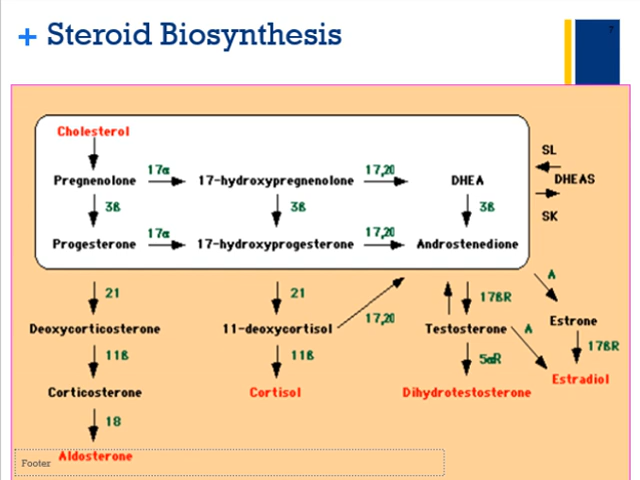 7
+ Steroid Biosynthesis
Cholesterol
SL
17α 17,20
Pregnenolone 17-hydroxypregnenolone DHEA DHEAS
3ß 3ß 3ß
SK
17α 17,20
Progesterone 17-hydroxyprogesterone Androstenedione
A
21 21 17ßR
17,20 Estrone
Deoxycorticosterone 11-deoxycortisol Testosterone A
17ßR
11ß 11ß 5αR
Estradiol
Corticosterone Cortisol Dihydrotestosterone
18
Aldosterone
Footer